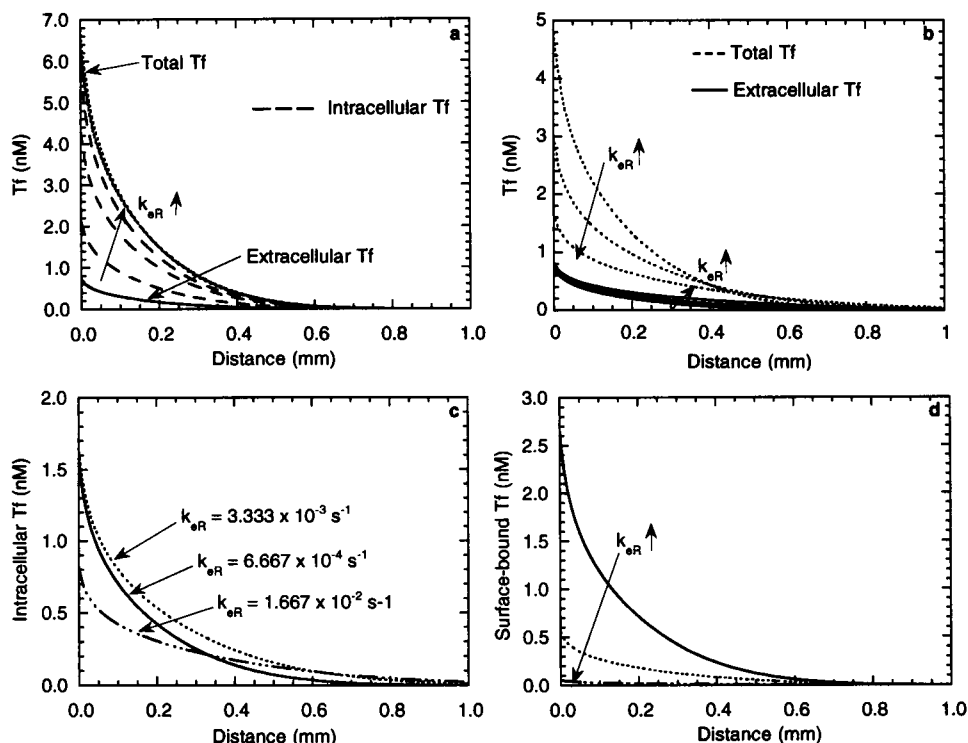 a
7.0
6.0
5.0
4.0
3.0
2.0
1.0
0.0
Tf (nM)
Total Tf
Intracellular Tf
k_eR
Extracellular Tf
0.0 0.2 0.4 0.6 0.8 1.0
Distance (mm)
b
5
4
3
2
1
0
Tf (nM)
Total Tf
Extracellular Tf
k_eR
k_eR
0 0.2 0.4 0.6 0.8 1
Distance (mm)
c
2.0
1.5
1.0
0.5
0.0
Intracellular Tf (nM)
k_eR = 3.333 x 10^-3 s^-1
k_eR = 6.667 x 10^-4 s^-1
k_eR = 1.667 x 10^-2 s-1
0.0 0.2 0.4 0.6 0.8 1.0
Distance (mm)
d
3.0
2.5
2.0
1.5
1.0
0.5
0.0
Surface-bound Tf (nM)
k_eR
0.0 0.2 0.4 0.6 0.8 1.0
Distance (mm)